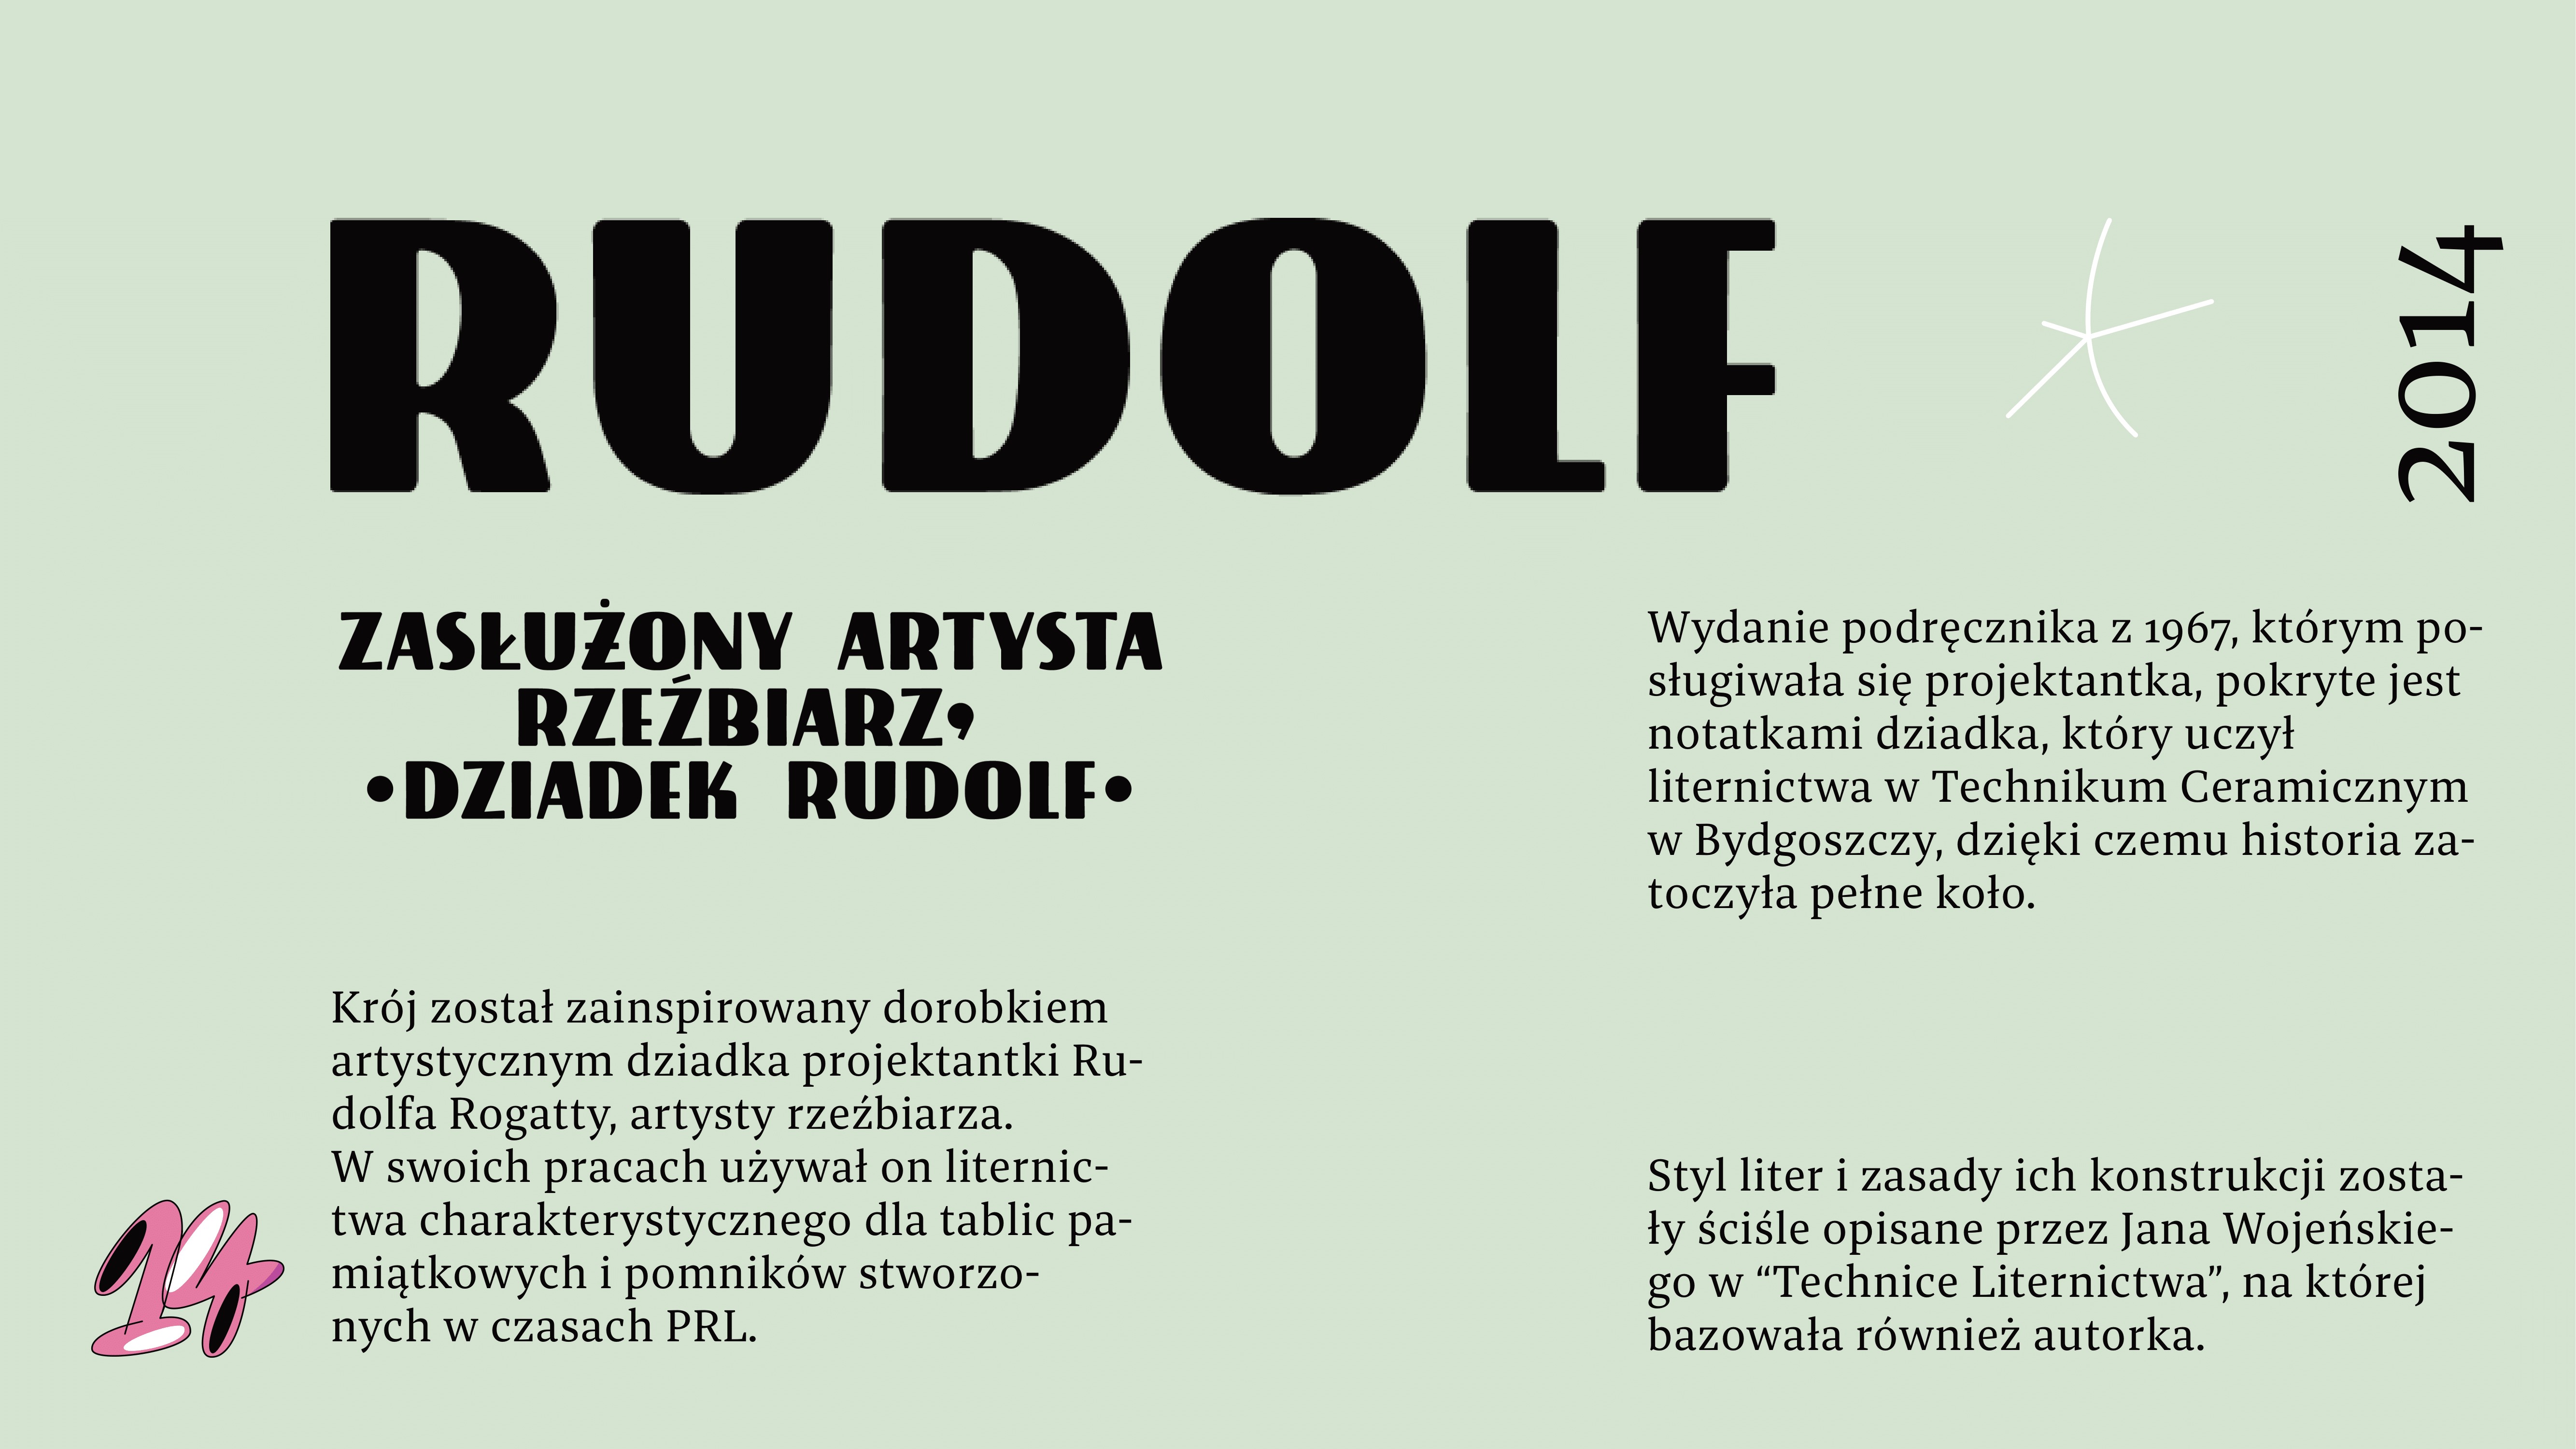 RUDOLF
2014
ZASŁUŻONY ARTYSTA
RZEŹBIARZ,
•DZIADEK RUDOLF•
Krój został zainspirowany dorobkiem
artystycznym dziadka projektantki Ru-
dolfa Rogatty, artysty rzeźbiarza.
W swoich pracach używał on liternic-
twa charakterystycznego dla tablic pa-
miątkowych i pomników stworzo-
nych w czasach PRL.
Wydanie podręcznika z 1967, którym po-
sługiwała się projektantka, pokryte jest
notatkami dziadka, który uczył
liternictwa w Technikum Ceramicznym
w Bydgoszczy, dzięki czemu historia za-
toczyła pełne koło.
Styl liter i zasady ich konstrukcji zosta-
ły ściśle opisane przez Jana Wojeńskie-
go w “Technice Liternictwa”, na której
bazowała również autorka.
24